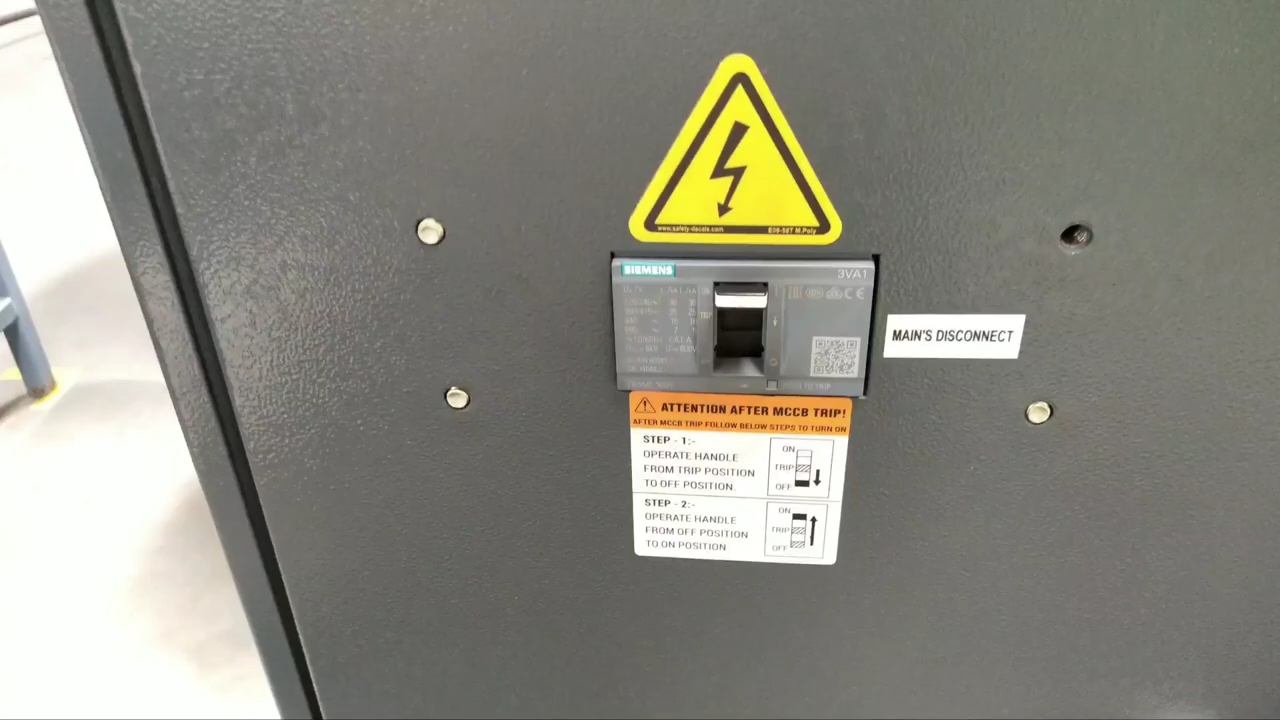 www.safety-decals.com E06-50T M.Poly
SIEMENS 3VA1
MAIN'S DISCONNECT
ATTENTION AFTER MCCB TRIP!
AFTER MCCB TRIP FOLLOW BELOW STEPS TO TURN ON
STEP - 1:-
OPERATE HANDLE
FROM TRIP POSITION
TO OFF POSITION.
ON
TRIP
OFF
STEP - 2:-
OPERATE HANDLE
FROM OFF POSITION
TO ON POSITION
ON
TRIP
OFF